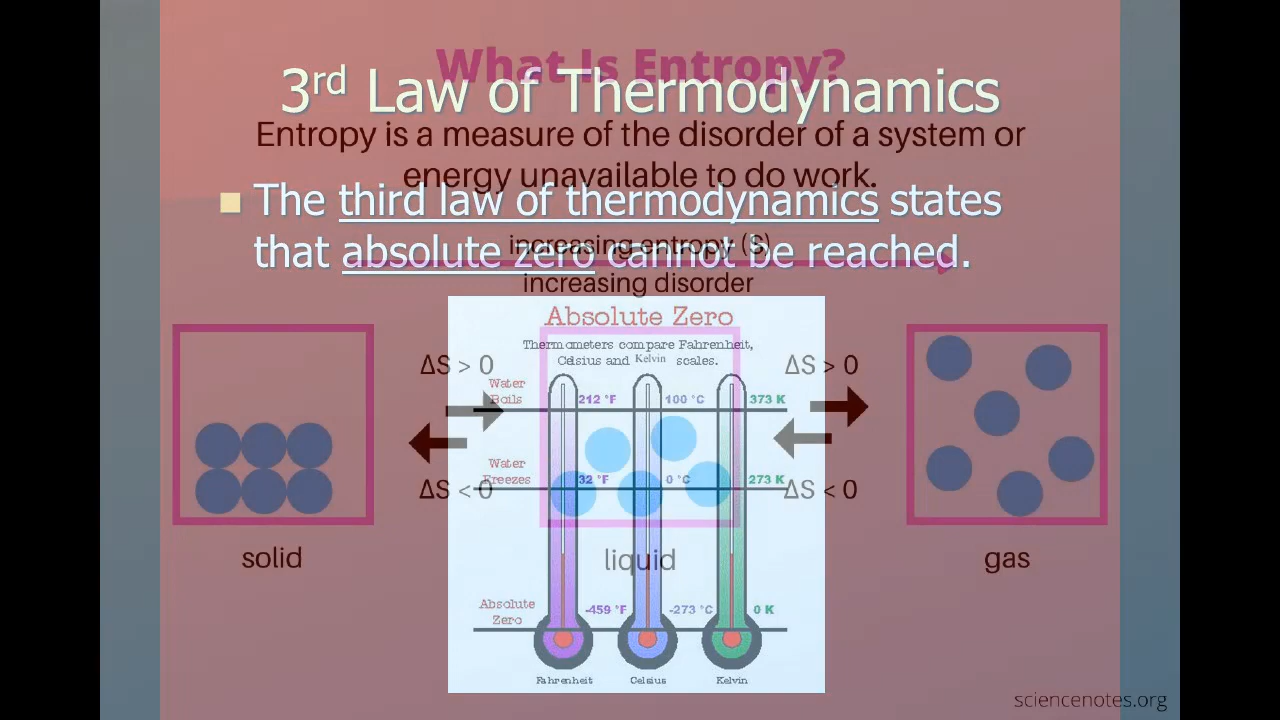 What Is Entropy?
3rd Law of Thermodynamics
Entropy is a measure of the disorder of a system or
energy unavailable to do work.
The third law of thermodynamics states
that absolute zero cannot be reached.
increasing entropy (S)
increasing disorder
Absolute Zero
Thermometers compare Fahrenheit,
Celsius and Kelvin scales.
ΔS > 0
ΔS > 0
Water
Boils
212 °F
100 °C
373 K
Water
Freezes
32 °F
0 °C
273 K
ΔS < 0
ΔS < 0
solid
liquid
gas
Absolute
Zero
-459 °F
-273 °C
0 K
Fahrenheit
Celsius
Kelvin
sciencenotes.org